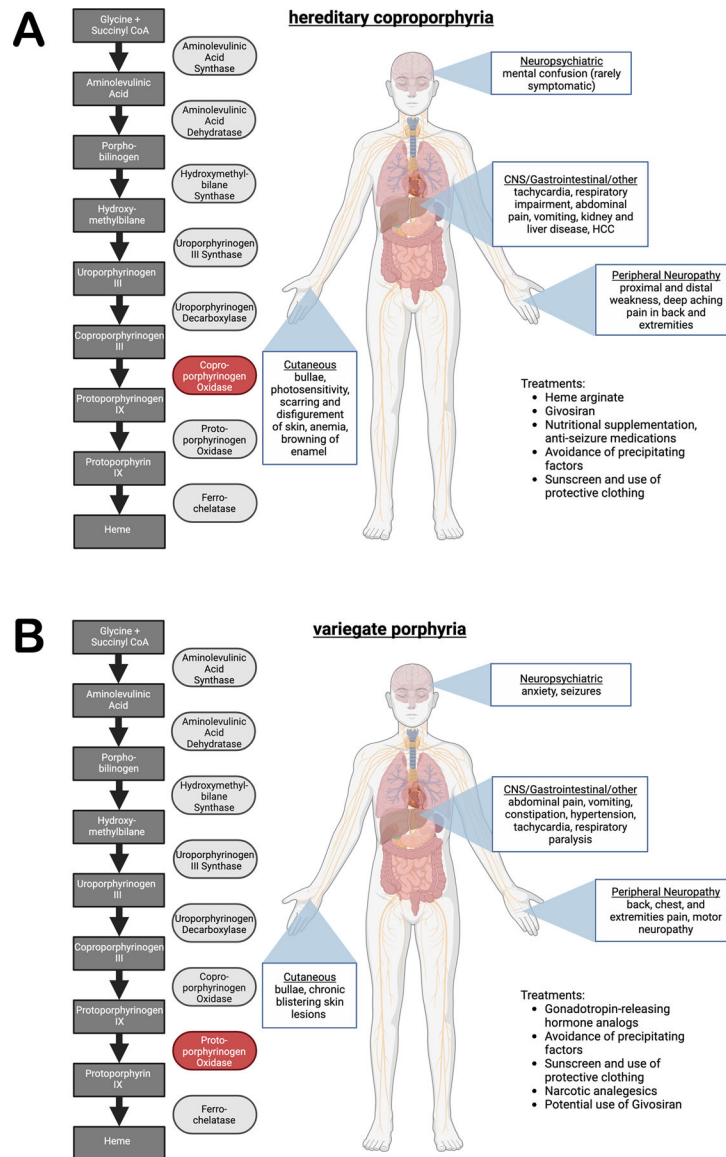 A
hereditary coproporphyria
Glycine +
Succinyl CoA
Aminolevulinic
Acid
Synthase
Aminolevulinic
Acid
Aminolevulinic
Acid
Dehydratase
Porpho-
bilinogen
Hydroxymethyl-
bilane
Synthase
Hydroxy-
methylbilane
Uroporphyrinogen
III Synthase
Uroporphyrinogen
III
Uroporphyrinogen
Decarboxylase
Coproporphyrinogen
III
Copro-
porphyrinogen
Oxidase
Protoporphyrinogen
IX
Proto-
porphyrinogen
Oxidase
Protoporphyrin
IX
Ferro-
chelatase
Heme
Neuropsychiatric
mental confusion (rarely
symptomatic)
CNS/Gastrointestinal/other
tachycardia, respiratory
impairment, abdominal
pain, vomiting, kidney and
liver disease, HCC
Peripheral Neuropathy
proximal and distal
weakness, deep aching
pain in back and
extremities
Cutaneous
bullae,
photosensitivity,
scarring and
disfigurement
of skin, anemia,
browning of
enamel
Treatments:
• Heme arginate
• Givosiran
• Nutritional supplementation,
anti-seizure medications
• Avoidance of precipitating
factors
• Sunscreen and use of
protective clothing
B
variegate porphyria
Glycine +
Succinyl CoA
Aminolevulinic
Acid
Synthase
Aminolevulinic
Acid
Aminolevulinic
Acid
Dehydratase
Porpho-
bilinogen
Hydroxymethyl-
bilane
Synthase
Hydroxy-
methylbilane
Uroporphyrinogen
III Synthase
Uroporphyrinogen
III
Uroporphyrinogen
Decarboxylase
Coproporphyrinogen
III
Copro-
porphyrinogen
Oxidase
Protoporphyrinogen
IX
Proto-
porphyrinogen
Oxidase
Protoporphyrin
IX
Ferro-
chelatase
Heme
Neuropsychiatric
anxiety, seizures
CNS/Gastrointestinal/other
abdominal pain, vomiting,
constipation, hypertension,
tachycardia, respiratory
paralysis
Peripheral Neuropathy
back, chest, and
extremities pain, motor
neuropathy
Cutaneous
bullae, chronic
blistering skin
lesions
Treatments:
• Gonadotropin-releasing
hormone analogs
• Avoidance of precipitating
factors
• Sunscreen and use of
protective clothing
• Narcotic analegesics
• Potential use of Givosiran